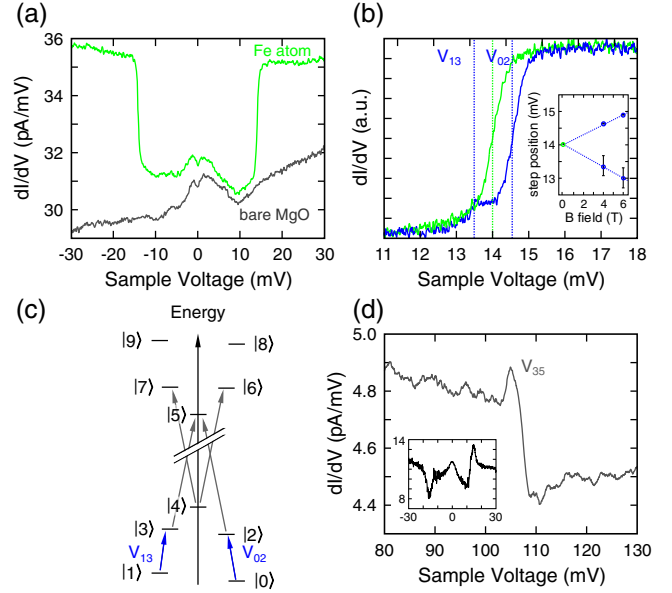 (a)
36
35
34
33
32
31
30
29
dI/dV (pA/mV)
Fe atom
bare MgO
-30 -20 -10 0 10 20 30
Sample Voltage (mV)
(b)
dI/dV (a.u.)
V13 V02
step position (mV)
15
14
13
0 2 4 6
B field (T)
11 12 13 14 15 16 17 18
Sample Voltage (mV)
(c)
Energy
|9⟩ |8⟩
|7⟩ |6⟩
|5⟩
|4⟩
|3⟩ |2⟩
V13 V02
|1⟩ |0⟩
(d)
5.0
4.8
4.6
4.4
dI/dV (pA/mV)
V35
14
8
-30 0 30
80 90 100 110 120 130
Sample Voltage (mV)